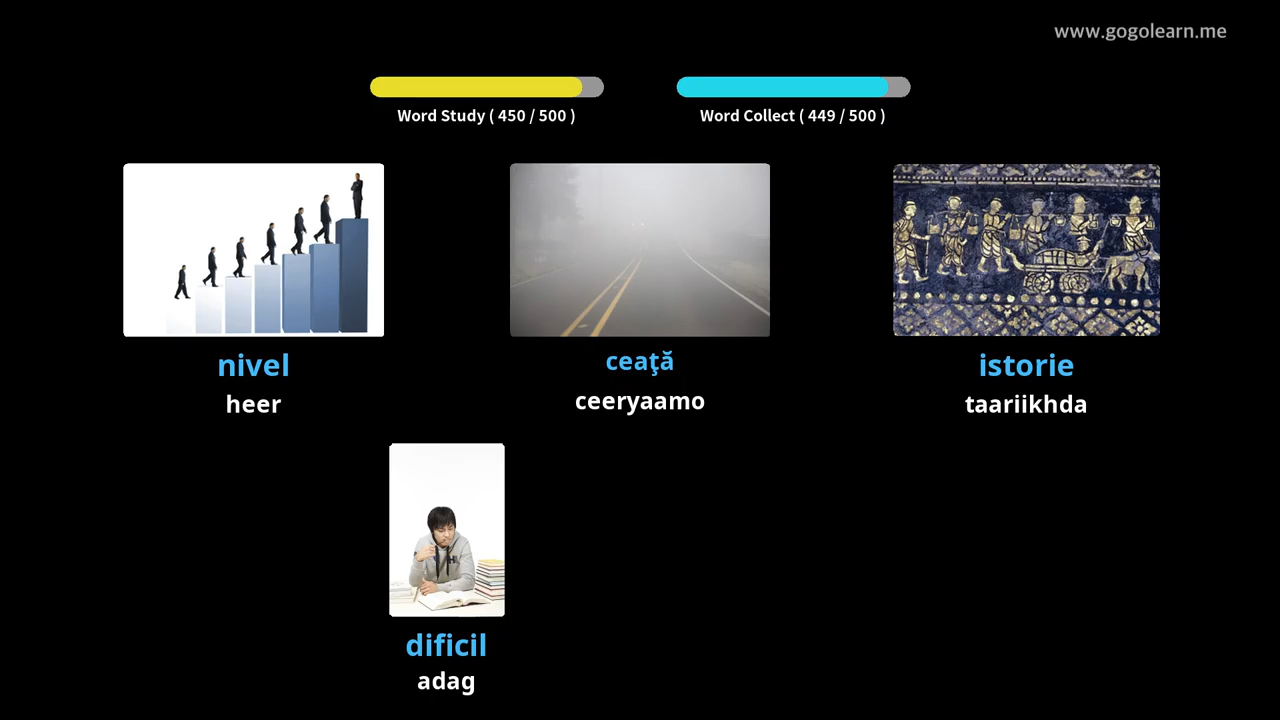 www.gogolearn.me
Word Study ( 450 / 500 )
Word Collect ( 449 / 500 )
nivel
heer
ceaţă
ceeryaamo
istorie
taariikhda
dificil
adag